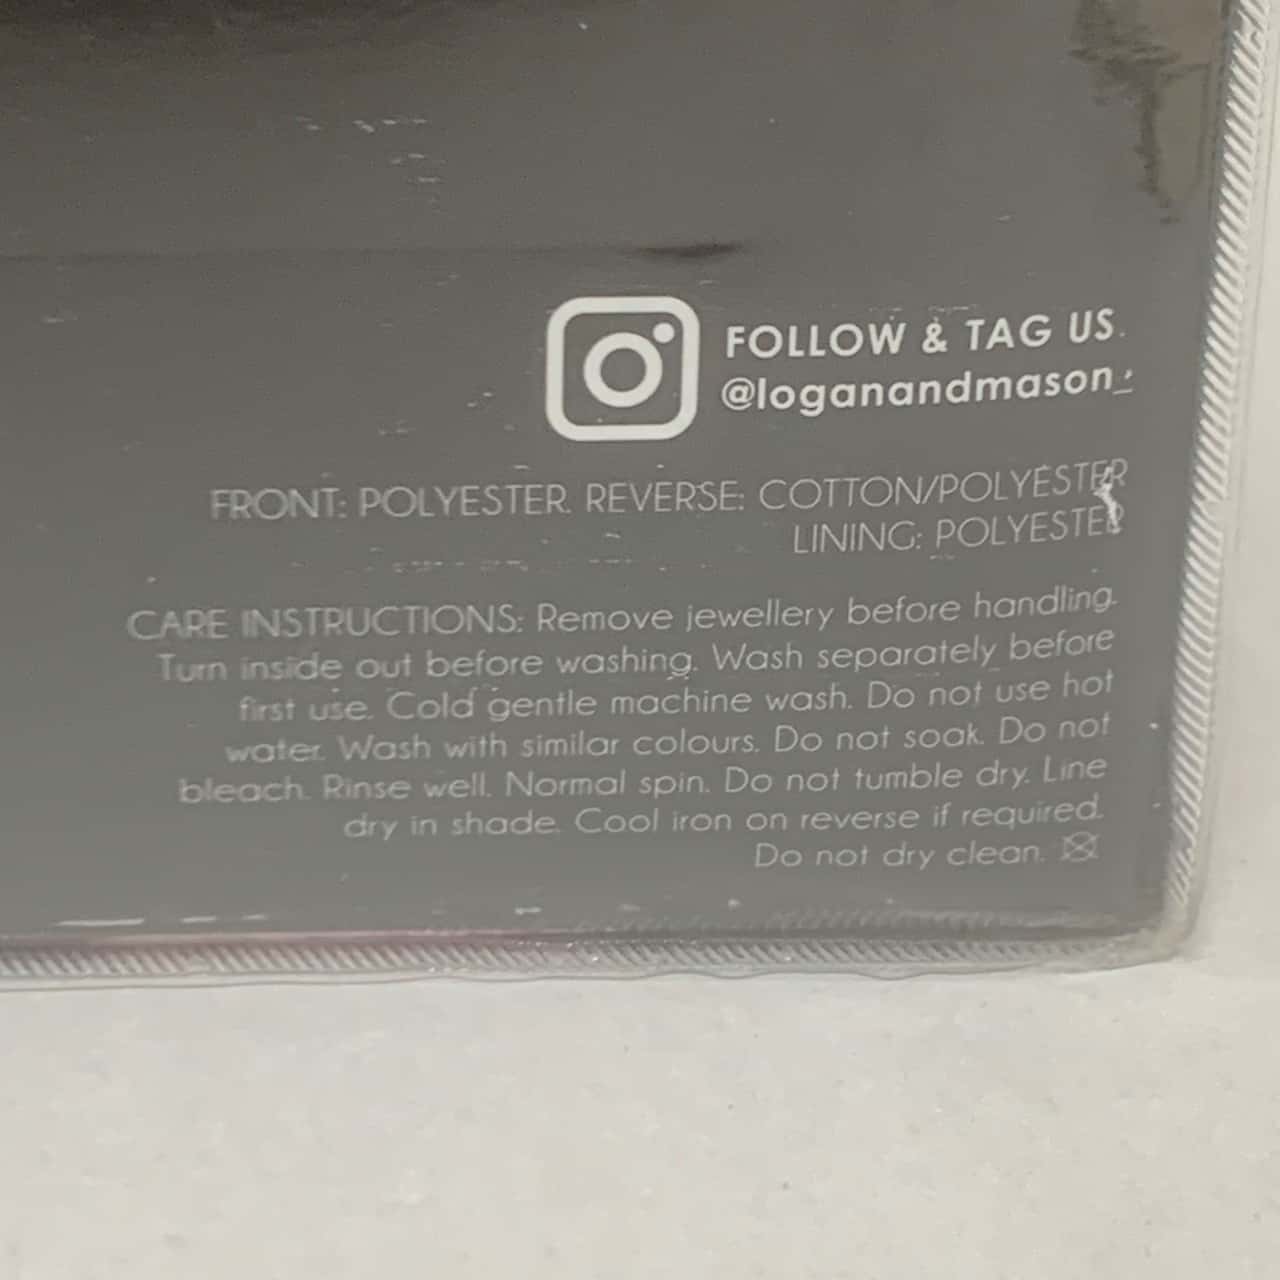 FOLLOW & TAG US.
@loganandmason_
FRONT: POLYESTER. REVERSE: COTTON/POLYESTER
LINING: POLYESTER
CARE INSTRUCTIONS: Remove jewellery before handling.
Turn inside out before washing. Wash separately before
first use. Cold gentle machine wash. Do not use hot
water. Wash with similar colours. Do not soak. Do not
bleach. Rinse well. Normal spin. Do not tumble dry. Line
dry in shade. Cool iron on reverse if required.
Do not dry clean.